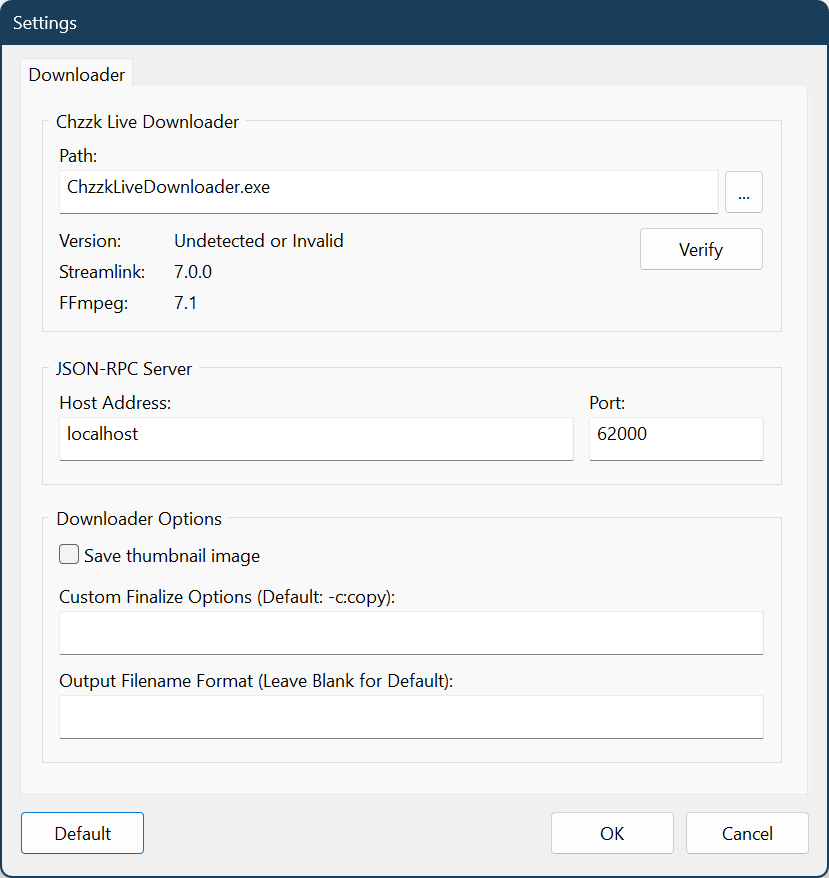 Settings
Downloader
Chzzk Live Downloader
Path:
ChzzkLiveDownloader.exe
...
Version: Undetected or Invalid
Verify
Streamlink: 7.0.0
FFmpeg: 7.1
JSON-RPC Server
Host Address: Port:
localhost 62000
Downloader Options
Save thumbnail image
Custom Finalize Options (Default: -c:copy):
Output Filename Format (Leave Blank for Default):
Default OK Cancel